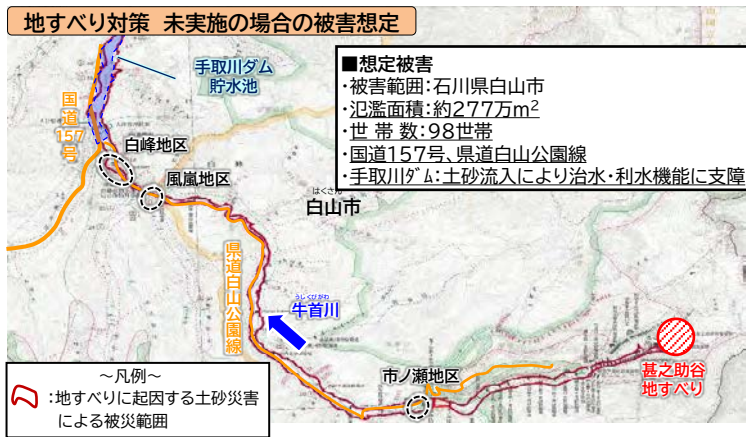 地すべり対策 未実施の場合の被害想定
手取川ダム
貯水池
国道157号
白峰地区
風嵐地区
■想定被害
・被害範囲:石川県白山市
・氾濫面積:約277万m²
・世 帯 数:98世帯
・国道157号、県道白山公園線
・手取川ダム:土砂流入により治水・利水機能に支障
はくさん
白山市
県道白山公園線
うしくびがわ
牛首川
市ノ瀬地区
甚之助谷
地すべり
~凡例~
:地すべりに起因する土砂災害
による被災範囲